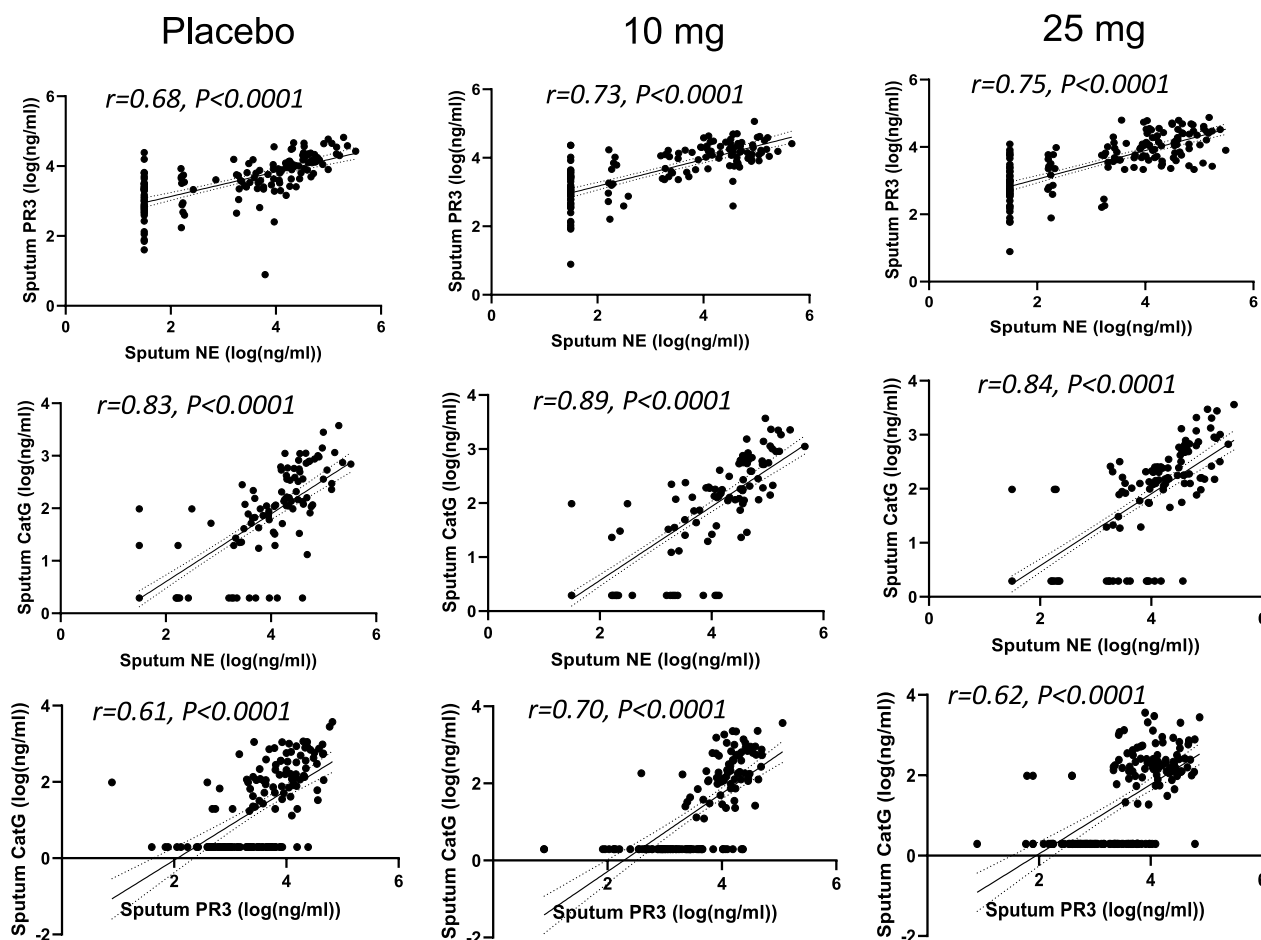 Placebo
10 mg
25 mg
r=0.68, P<0.0001
Sputum PR3 (log(ng/ml))
6
4
2
0
0 2 4 6
Sputum NE (log(ng/ml))
r=0.73, P<0.0001
Sputum PR3 (log(ng/ml))
6
4
2
0
0 2 4 6
Sputum NE (log(ng/ml))
r=0.75, P<0.0001
Sputum PR3 (log(ng/ml))
6
4
2
0
0 2 4 6
Sputum NE (log(ng/ml))
r=0.83, P<0.0001
Sputum CatG (log(ng/ml))
4
3
2
1
0
0 2 4 6
Sputum NE (log(ng/ml))
r=0.89, P<0.0001
Sputum CatG (log(ng/ml))
4
3
2
1
0
0 2 4 6
Sputum NE (log(ng/ml))
r=0.84, P<0.0001
Sputum CatG (log(ng/ml))
4
3
2
1
0
0 2 4 6
Sputum NE (log(ng/ml))
r=0.61, P<0.0001
Sputum CatG (log(ng/ml))
4
2
0
-2
2 4 6
Sputum PR3 (log(ng/ml))
r=0.70, P<0.0001
Sputum CatG (log(ng/ml))
4
2
0
-2
2 4 6
Sputum PR3 (log(ng/ml))
r=0.62, P<0.0001
Sputum CatG (log(ng/ml))
4
2
0
-2
2 4 6
Sputum PR3 (log(ng/ml))